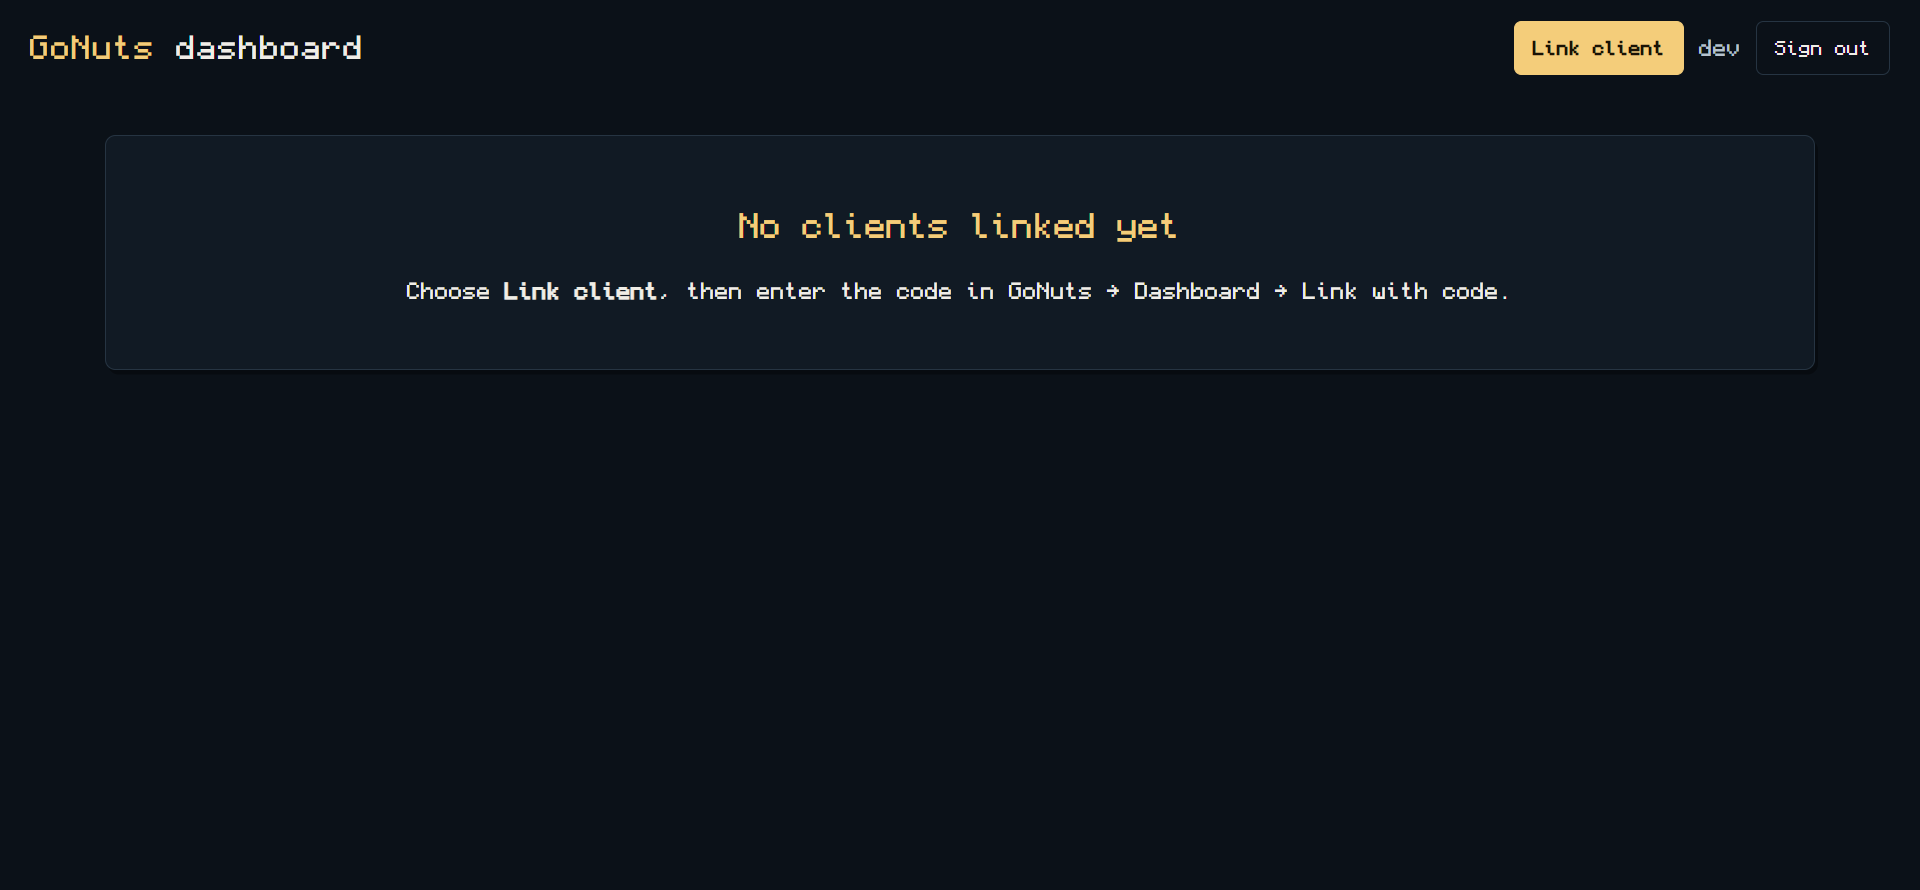 GoNuts dashboard
Link client
dev
Sign out
No clients linked yet
Choose Link client, then enter the code in GoNuts → Dashboard → Link with code.